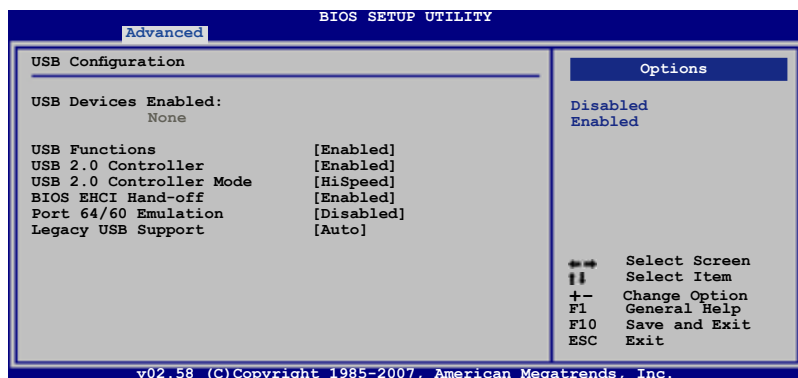 BIOS SETUP UTILITY
Advanced
USB Configuration
USB Devices Enabled:
None
USB Functions [Enabled]
USB 2.0 Controller [Enabled]
USB 2.0 Controller Mode [HiSpeed]
BIOS EHCI Hand-off [Enabled]
Port 64/60 Emulation [Disabled]
Legacy USB Support [Auto]
Options
Disabled
Enabled
Select Screen
Select Item
+- Change Option
F1 General Help
F10 Save and Exit
ESC Exit
v02.58 (C)Copyright 1985-2007, American Megatrends, Inc.